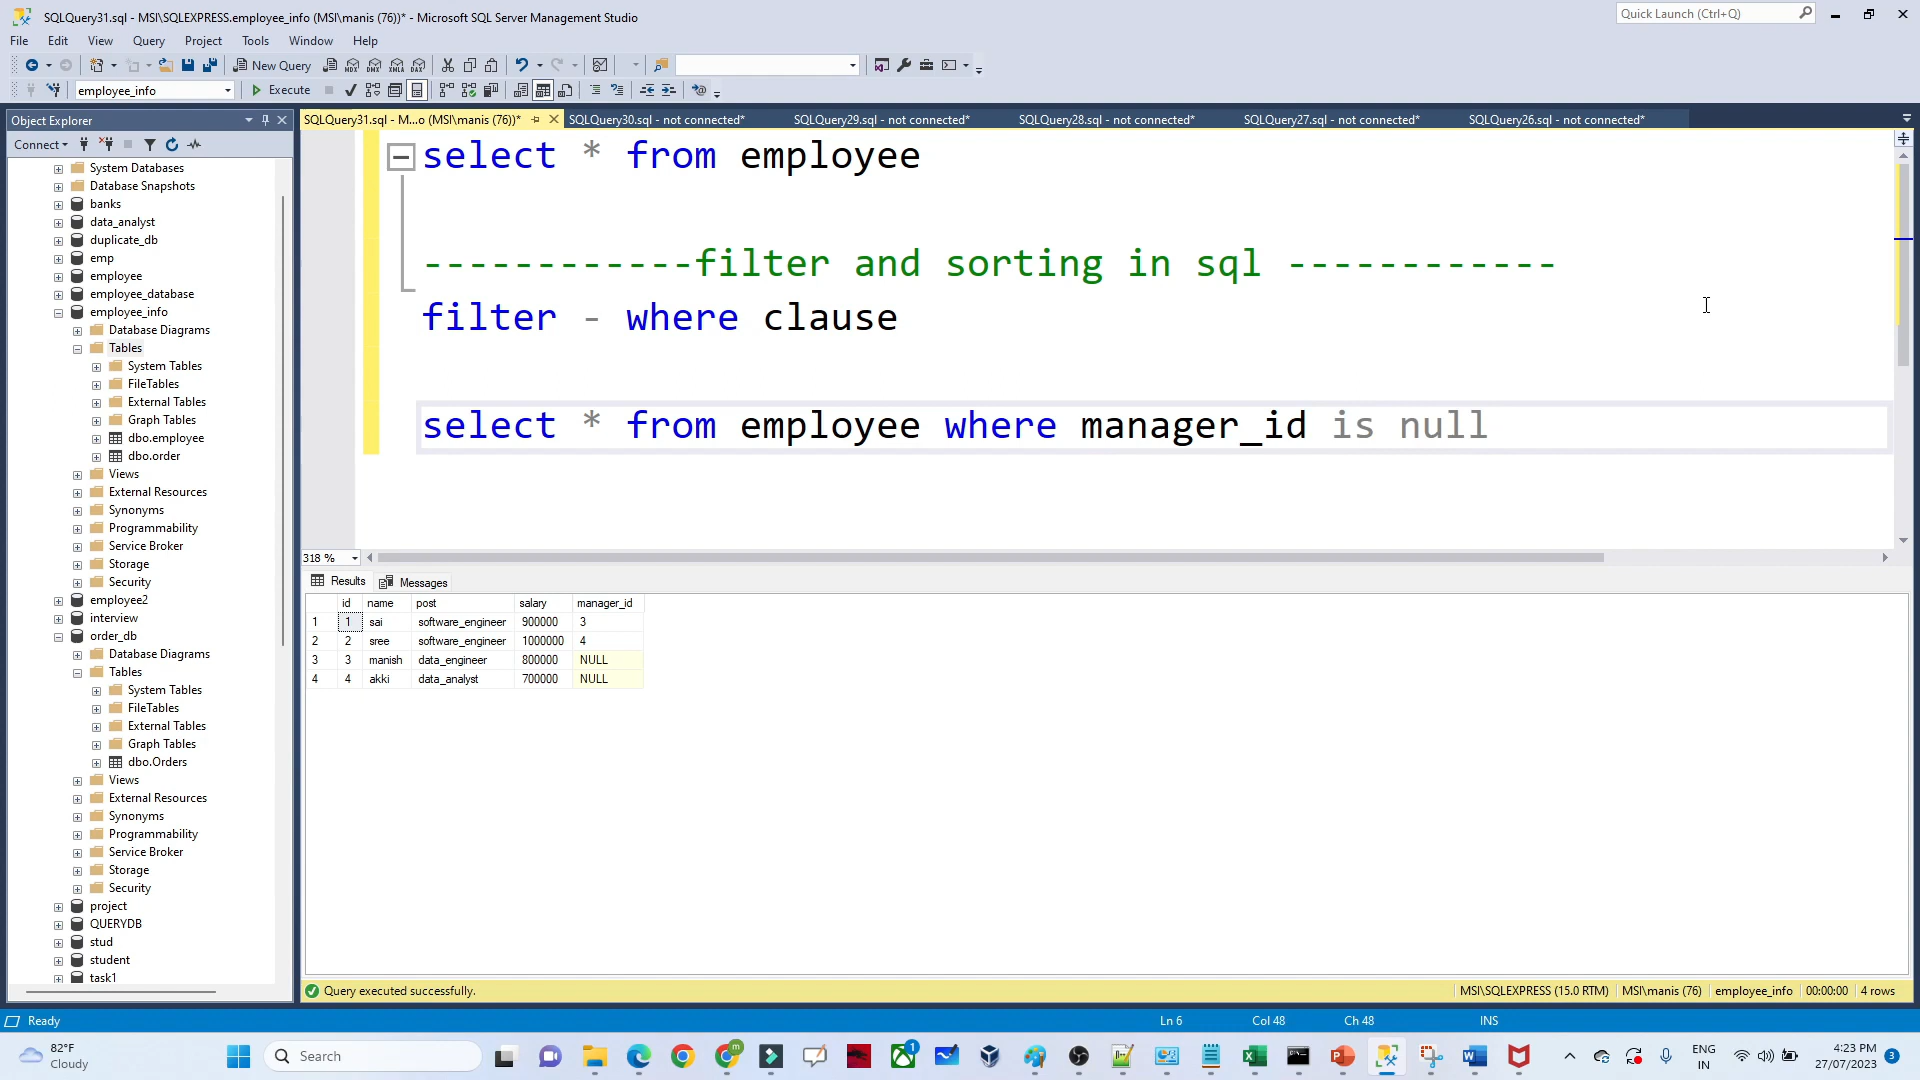 SQLQuery31.sql - MSI\SQLEXPRESS.employee_info (MSI\manis (76))* - Microsoft SQL Server Management Studio
Quick Launch (Ctrl+Q)
File Edit View Query Project Tools Window Help
New Query
MDX DMX XMLA DAX
employee_info
Execute
Object Explorer
SQLQuery31.sql - M...o (MSI\manis (76))*
SQLQuery30.sql - not connected*
SQLQuery29.sql - not connected*
SQLQuery28.sql - not connected*
SQLQuery27.sql - not connected*
SQLQuery26.sql - not connected*
Connect
System Databases
Database Snapshots
banks
data_analyst
duplicate_db
emp
employee
employee_database
employee_info
Database Diagrams
Tables
System Tables
FileTables
External Tables
Graph Tables
dbo.employee
dbo.order
Views
External Resources
Synonyms
Programmability
Service Broker
Storage
Security
employee2
interview
order_db
Database Diagrams
Tables
System Tables
FileTables
External Tables
Graph Tables
dbo.Orders
Views
External Resources
Synonyms
Programmability
Service Broker
Storage
Security
project
QUERYDB
stud
student
task1
select * from employee
------------filter and sorting in sql ------------
filter - where clause
select * from employee where manager_id is null
318 %
Results Messages
id name post salary manager_id
1 1 sai software_engineer 900000 3
2 2 sree software_engineer 1000000 4
3 3 manish data_engineer 800000 NULL
4 4 akki data_analyst 700000 NULL
Query executed successfully.
MSI\SQLEXPRESS (15.0 RTM) MSI\manis (76) employee_info 00:00:00 4 rows
Ready
Ln 6 Col 48 Ch 48 INS
82°F
Cloudy
Search
m
1
ENG
IN
4:23 PM
27/07/2023
3